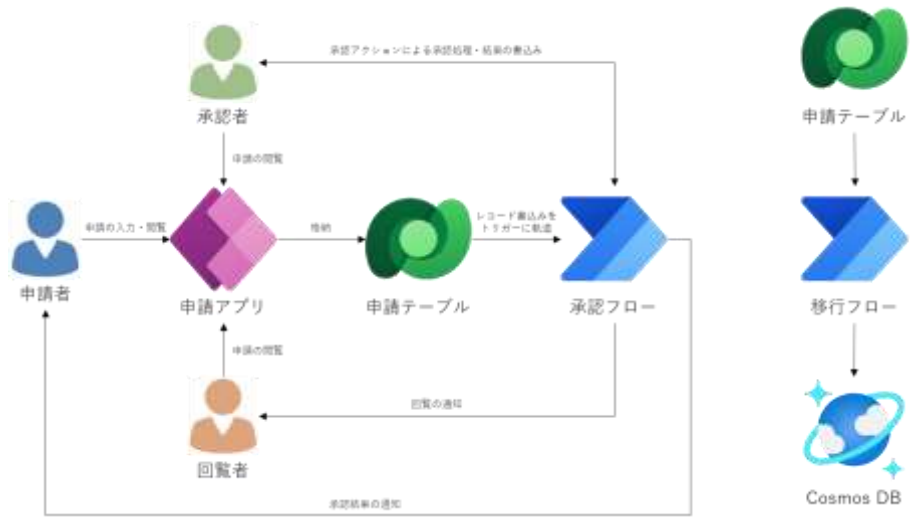 承認アクションによる承認処理・結果の書込み
承認者
申請テーブル
申請の閲覧
申請の入力・閲覧
格納
レコード書込みを
トリガーに軌道
申請者
申請アプリ
申請テーブル
承認フロー
移行フロー
申請の閲覧
回覧の通知
回覧者
承認結果の通知
Cosmos DB